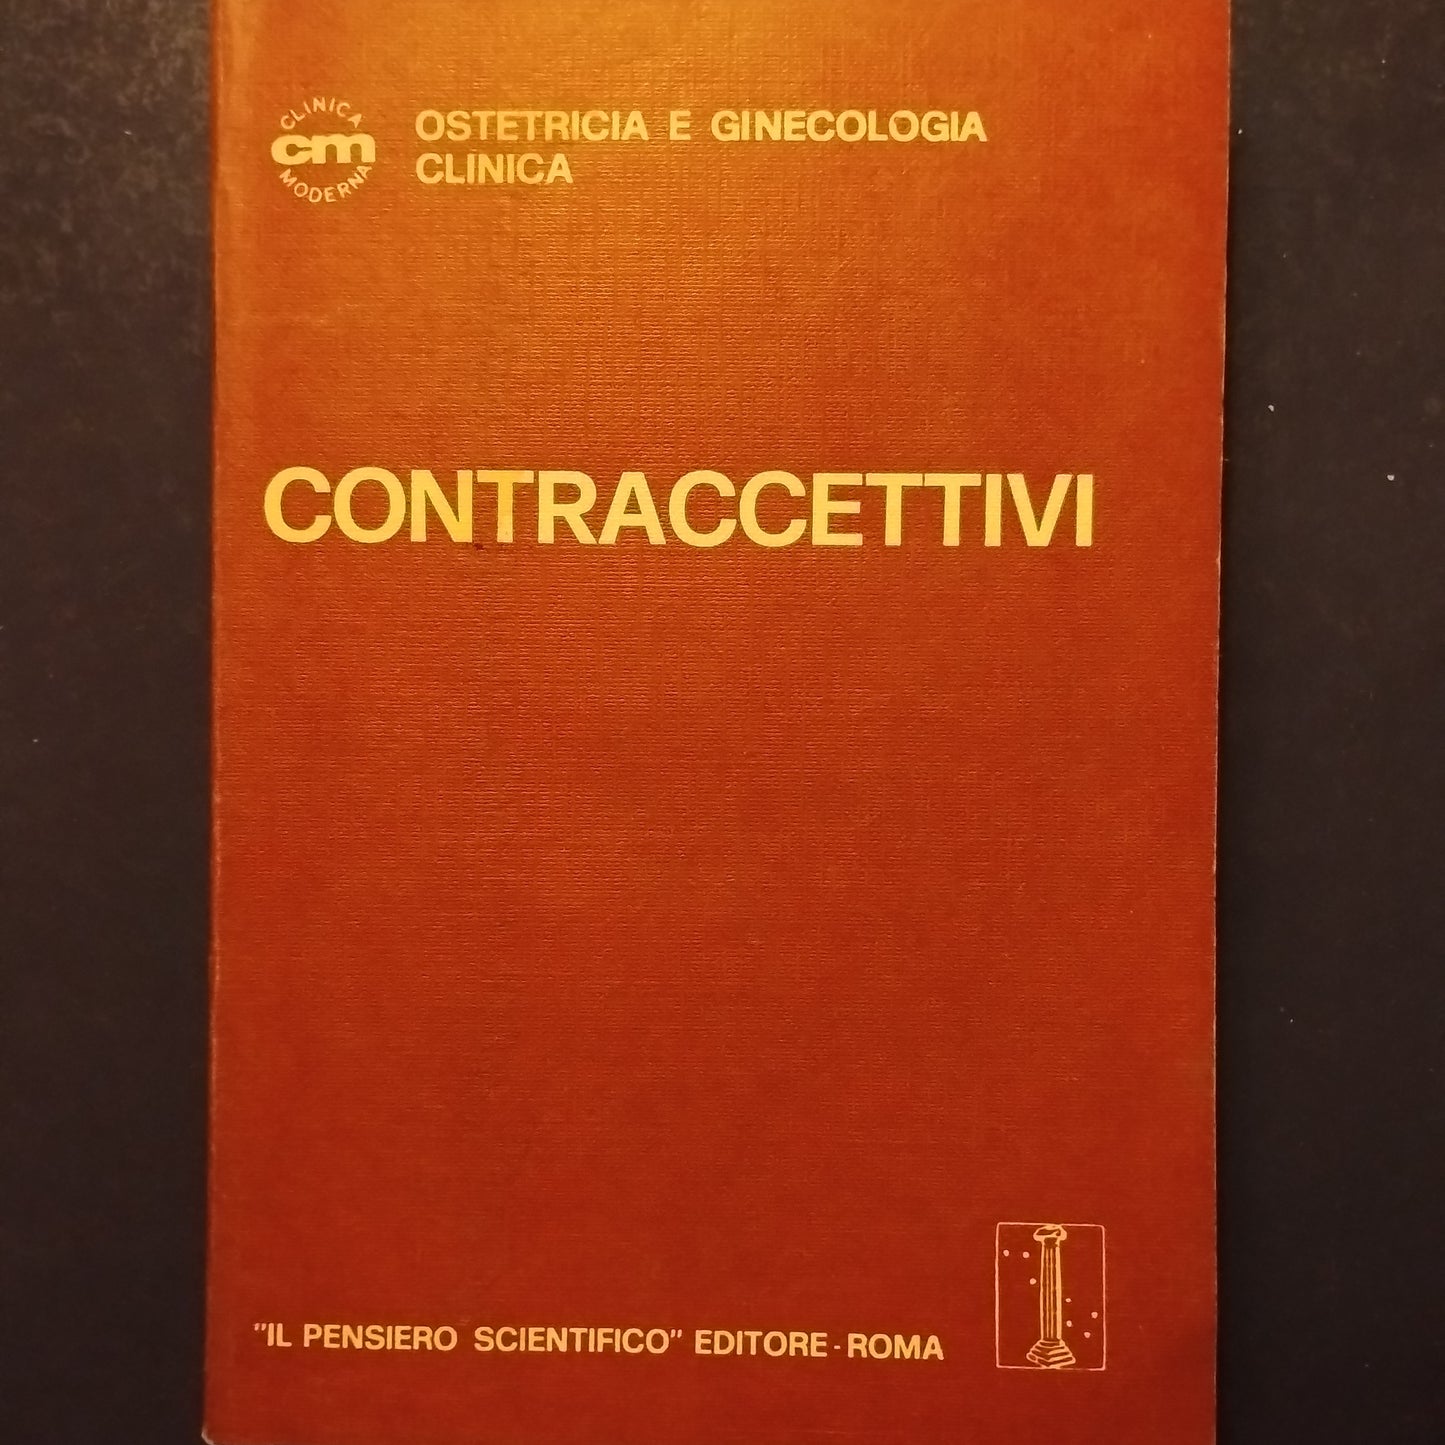 CLINICA
cm
MODERNA
OSTETRICIA E GINECOLOGIA
CLINICA
CONTRACCETTIVI
"IL PENSIERO SCIENTIFICO" EDITORE - ROMA